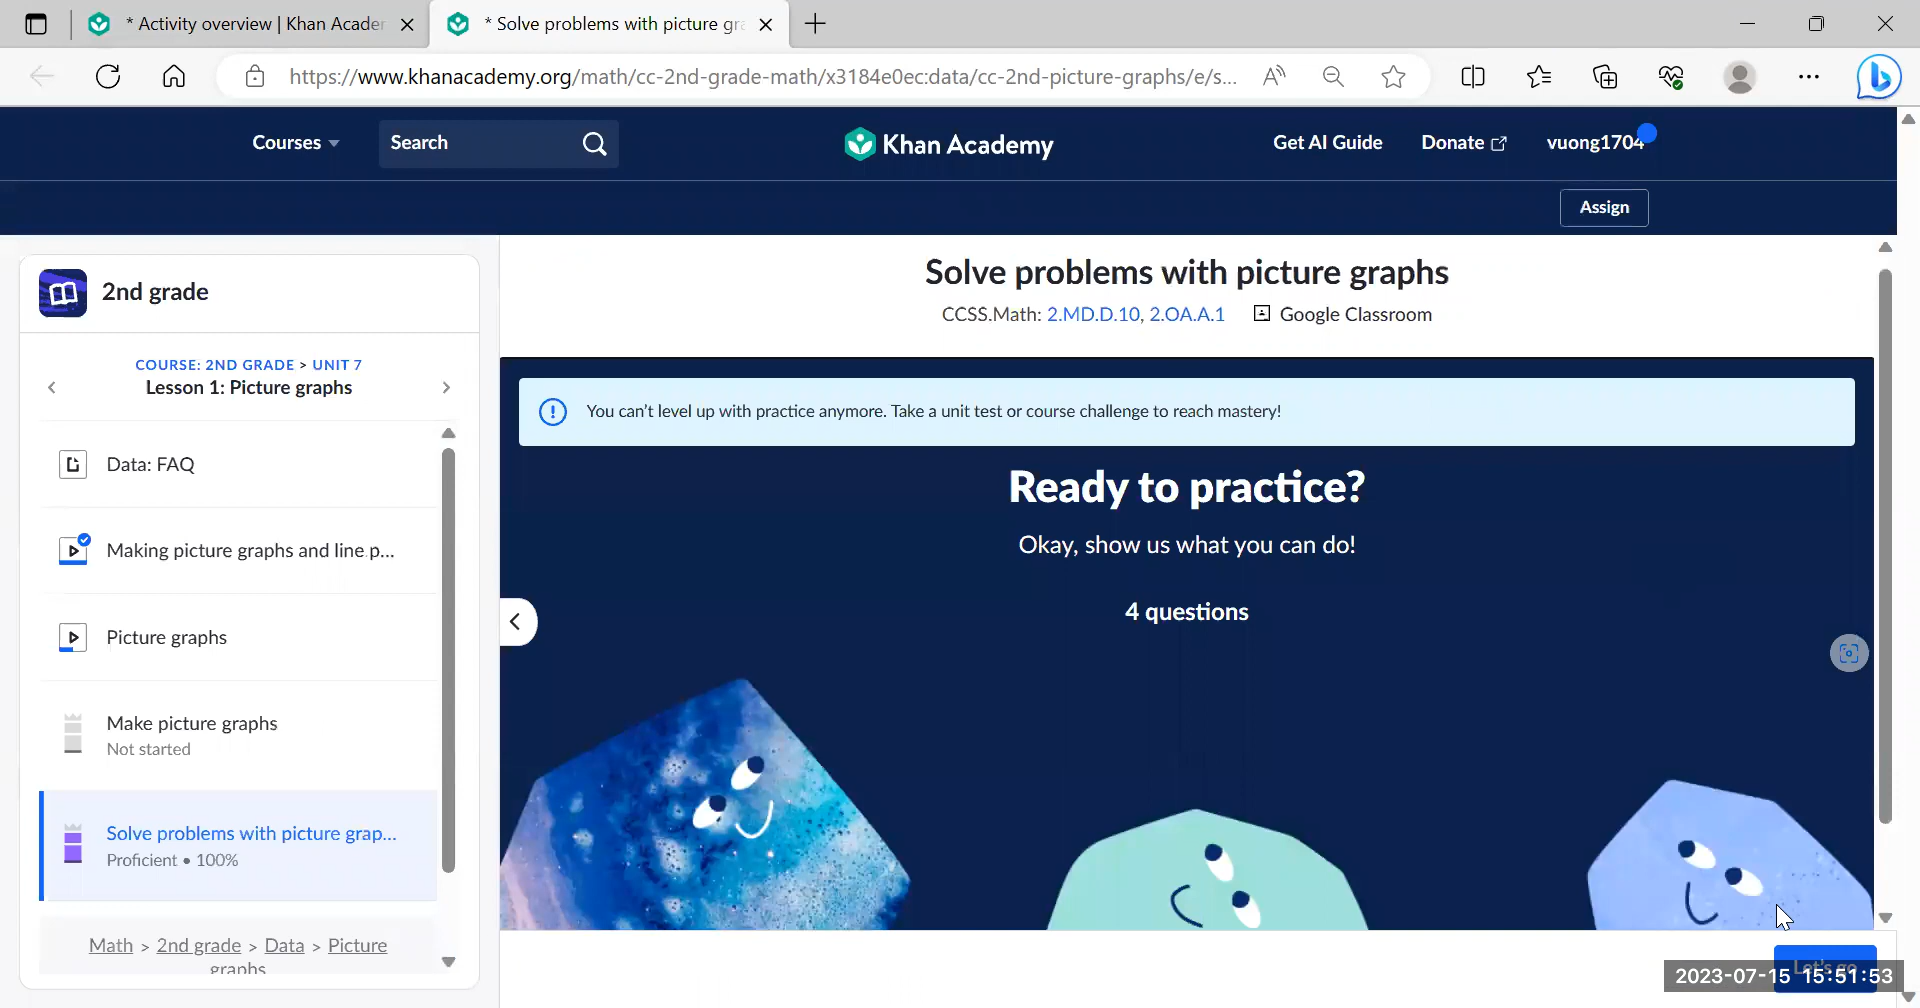 * Activity overview | Khan Acade
* Solve problems with picture gr
https://www.khanacademy.org/math/cc-2nd-grade-math/x3184e0ec:data/cc-2nd-picture-graphs/e/s...
Courses
Search
Khan Academy
Get AI Guide
Donate
vuong1704
Assign
2nd grade
COURSE: 2ND GRADE > UNIT 7
Lesson 1: Picture graphs
Data: FAQ
Making picture graphs and line p...
Picture graphs
Make picture graphs
Not started
Solve problems with picture grap...
Proficient • 100%
Math > 2nd grade > Data > Picture
graphs
Solve problems with picture graphs
CCSS.Math: 2.MD.D.10, 2.OA.A.1 Google Classroom
You can't level up with practice anymore. Take a unit test or course challenge to reach mastery!
Ready to practice?
Okay, show us what you can do!
4 questions
Let's go
2023-07-15 15:51:53